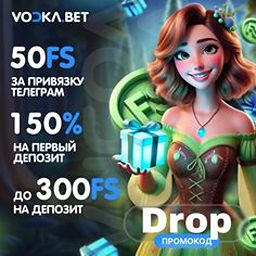 VODKA.BET
50FS
ЗА ПРИВЯЗКУ
ТЕЛЕГРАМ
150%
НА ПЕРВЫЙ
ДЕПОЗИТ
ДО 300FS
НА ДЕПОЗИТ
Drop
ПРОМОКОД